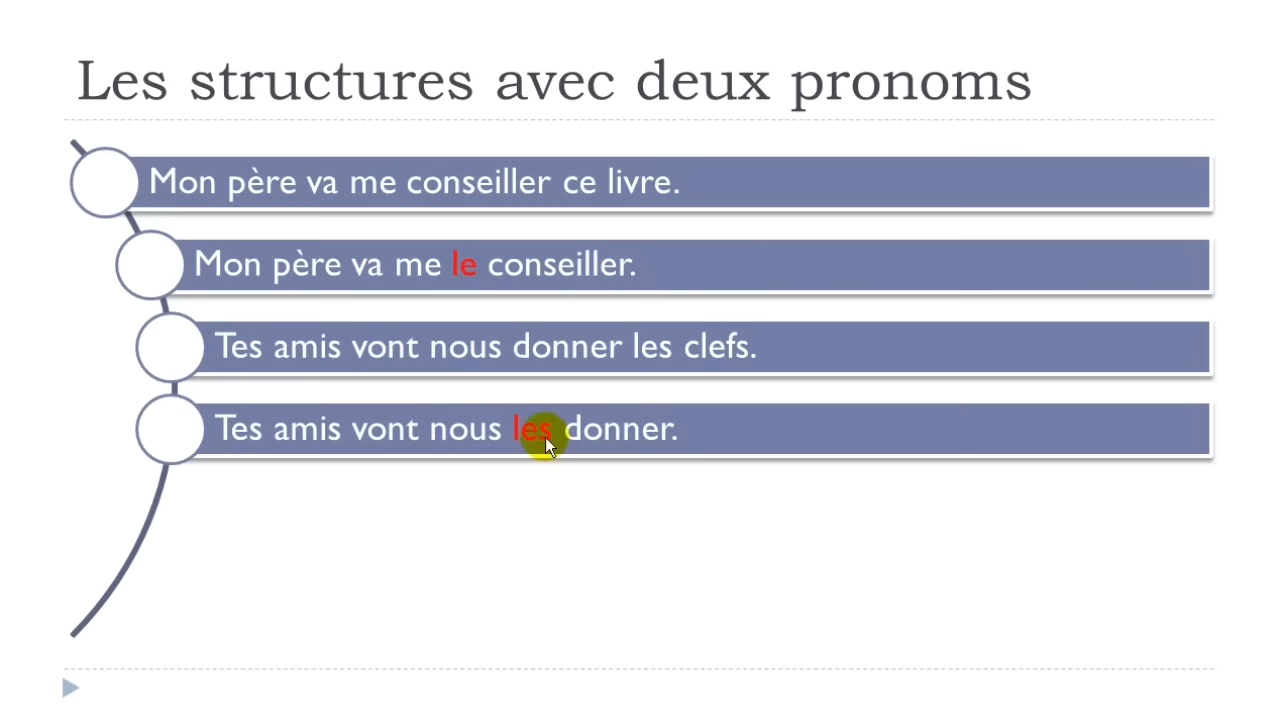 Les structures avec deux pronoms
Mon père va me conseiller ce livre.
Mon père va me le conseiller.
Tes amis vont nous donner les clefs.
Tes amis vont nous les donner.